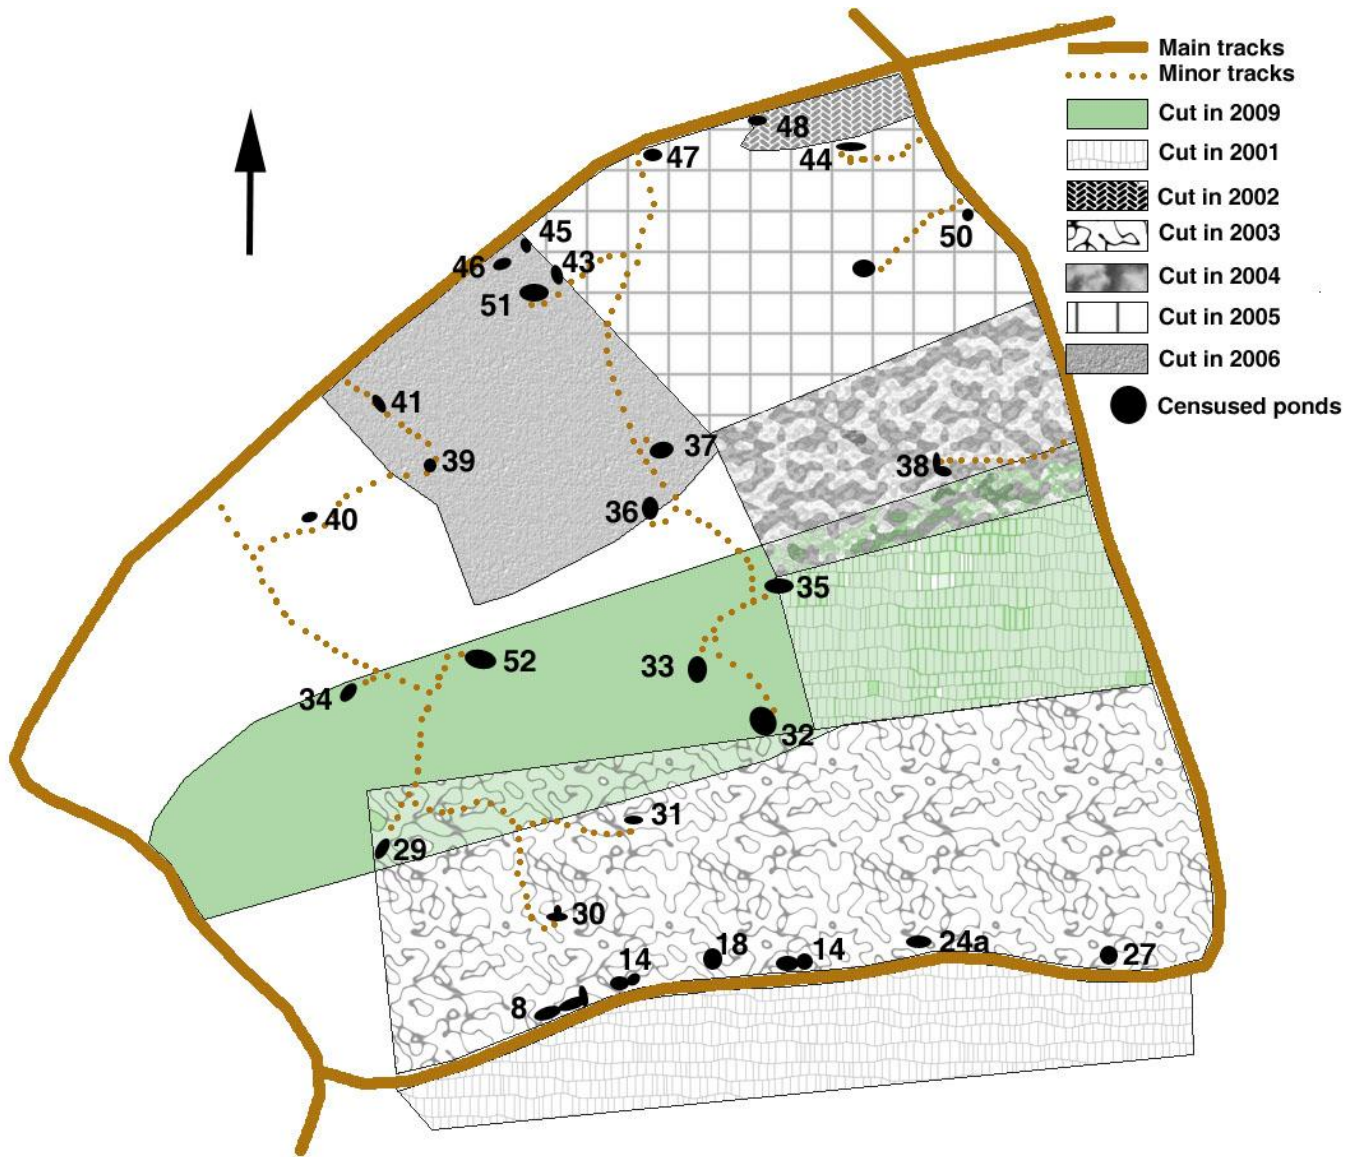 Main tracks
Minor tracks
Cut in 2009
Cut in 2001
Cut in 2002
Cut in 2003
Cut in 2004
Cut in 2005
Cut in 2006
Censused ponds
48
47
44
45
50
46
43
51
41
37
39
38
40
36
35
52
33
34
32
31
29
30
18
14
14
24a
27
8